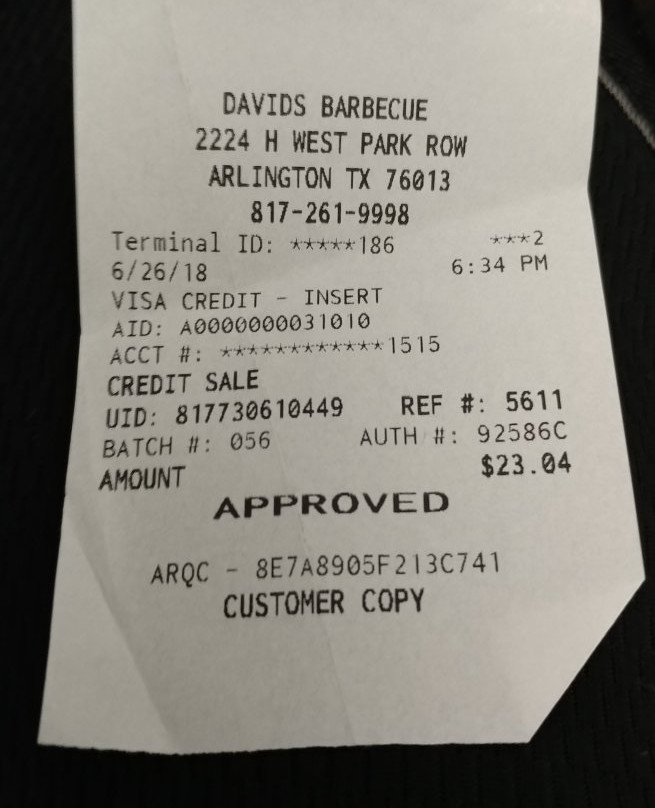 DAVIDS BARBECUE
2224 H WEST PARK ROW
ARLINGTON TX 76013
817-261-9998
Terminal ID: *****186 ***2
6/26/18 6:34 PM
VISA CREDIT - INSERT
AID: A0000000031010
ACCT #: ************1515
CREDIT SALE
UID: 817730610449 REF #: 5611
BATCH #: 056 AUTH #: 92586C
AMOUNT $23.04
APPROVED
ARQC - 8E7A8905F213C741
CUSTOMER COPY